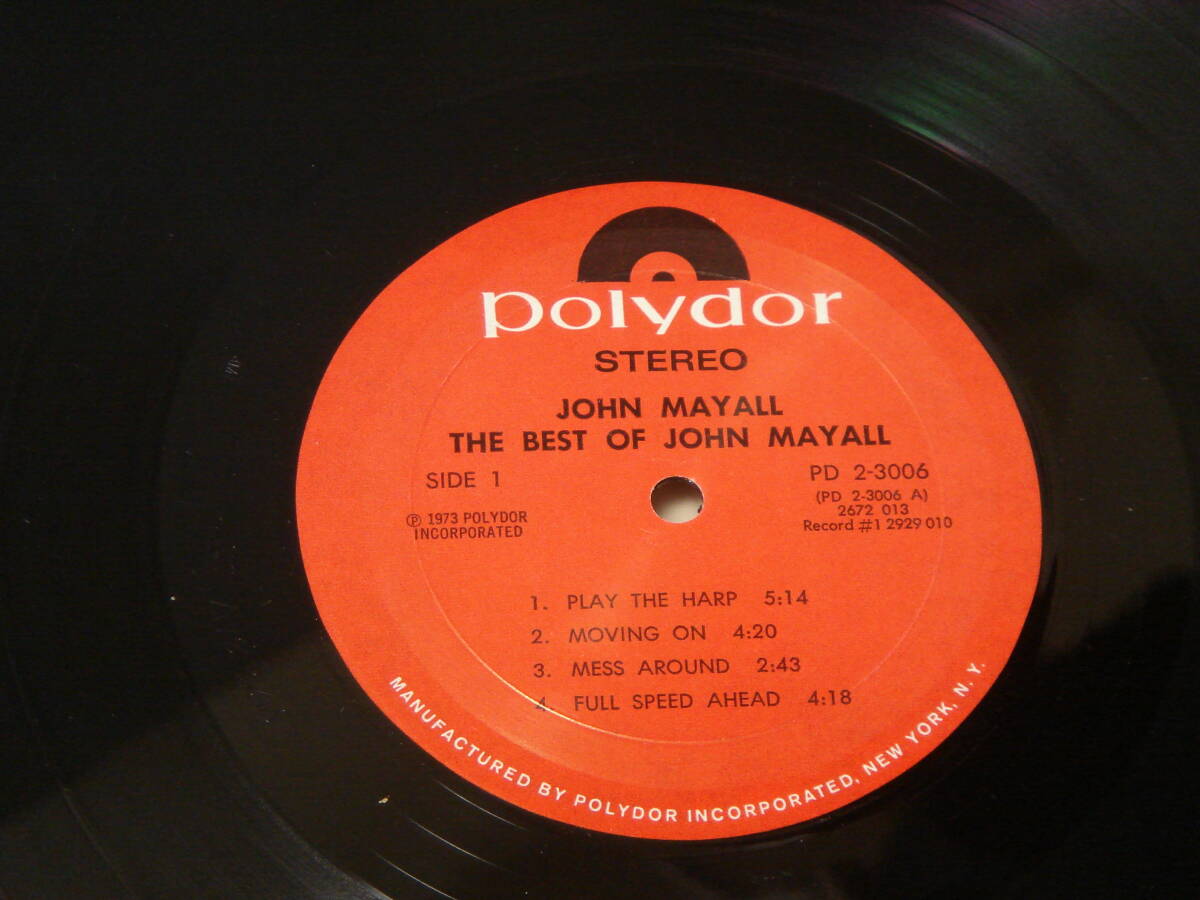 polydor
STEREO
JOHN MAYALL
THE BEST OF JOHN MAYALL
SIDE 1
PD 2-3006
(PD 2-3006 A)
2672 013
Record #1 2929 010
℗ 1973 POLYDOR
INCORPORATED
1. PLAY THE HARP 5:14
2. MOVING ON 4:20
3. MESS AROUND 2:43
4. FULL SPEED AHEAD 4:18
MANUFACTURED BY POLYDOR INCORPORATED, NEW YORK, N. Y.